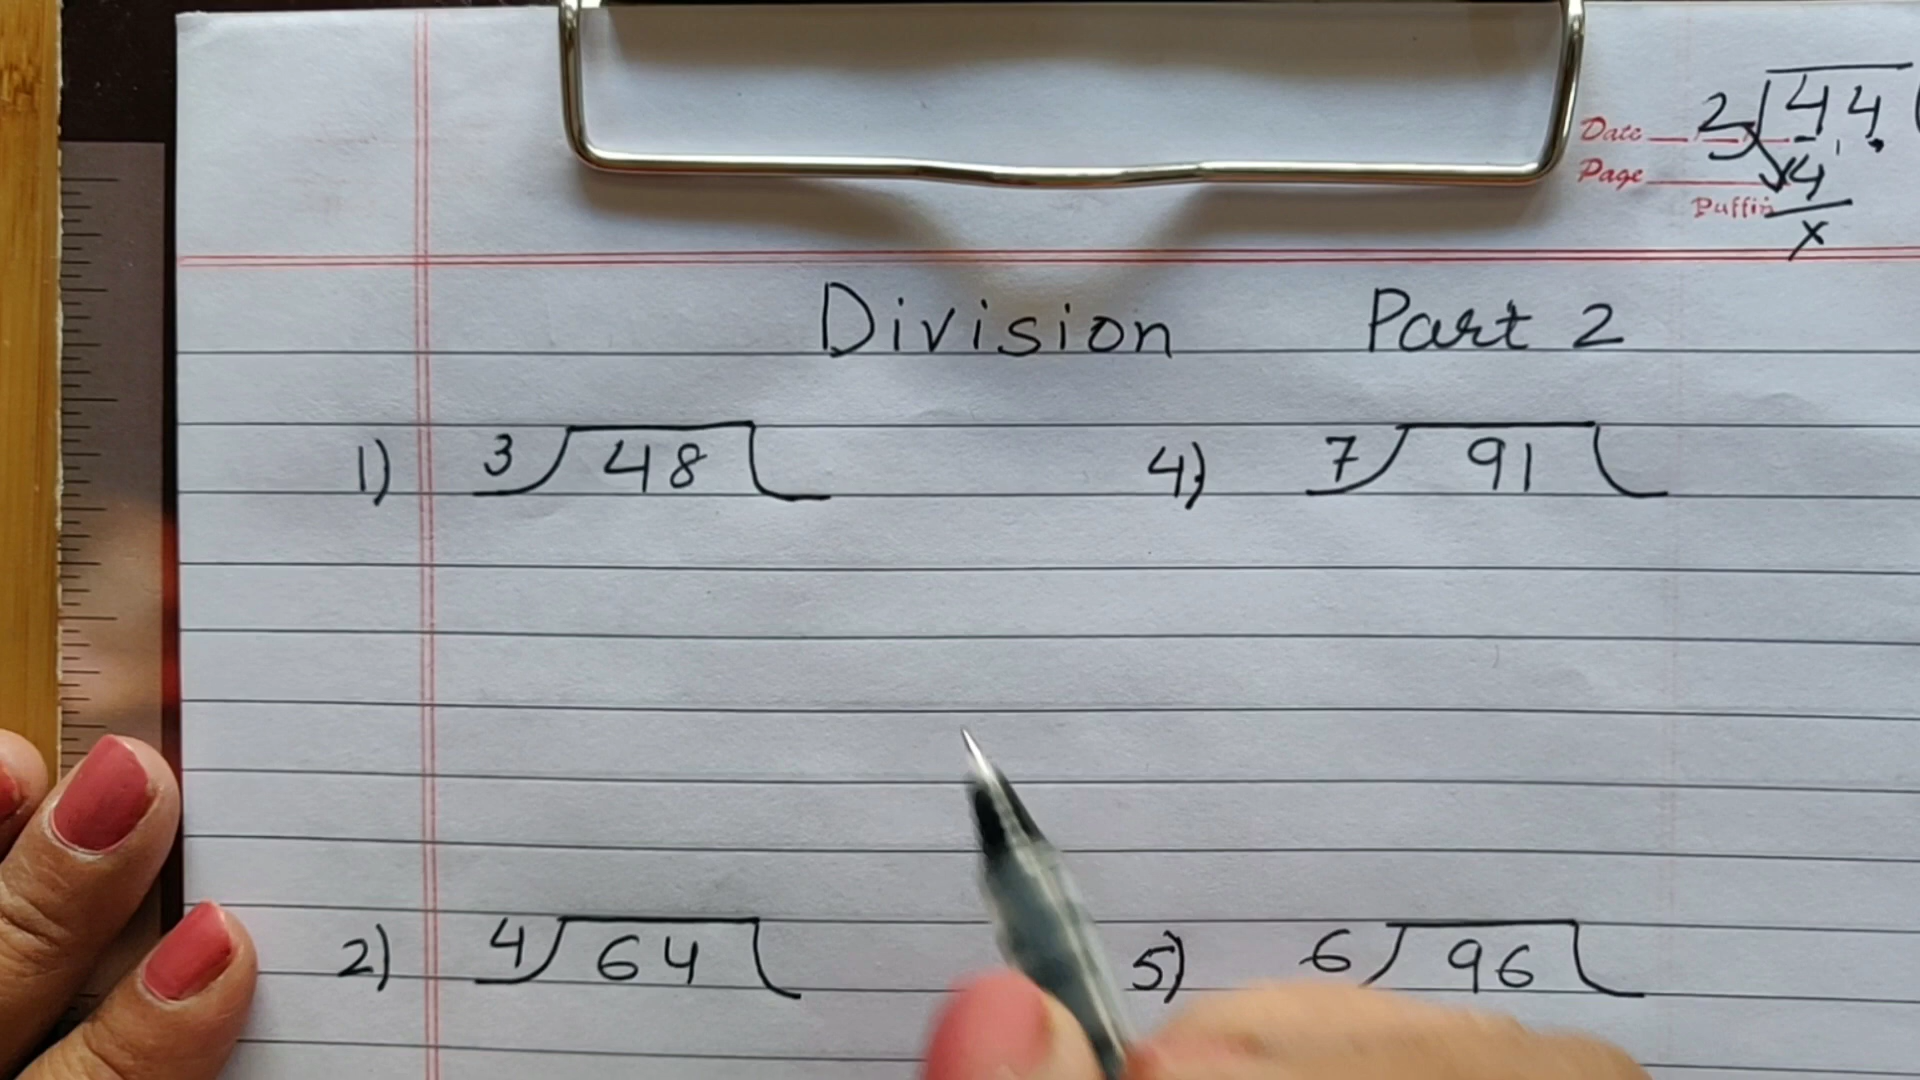 2) 44 (
Date
4
Page
Puffin
x
Division Part 2
1) 3) 48 (
4) 7) 91 (
2) 4) 64 (
5) 6) 96 (